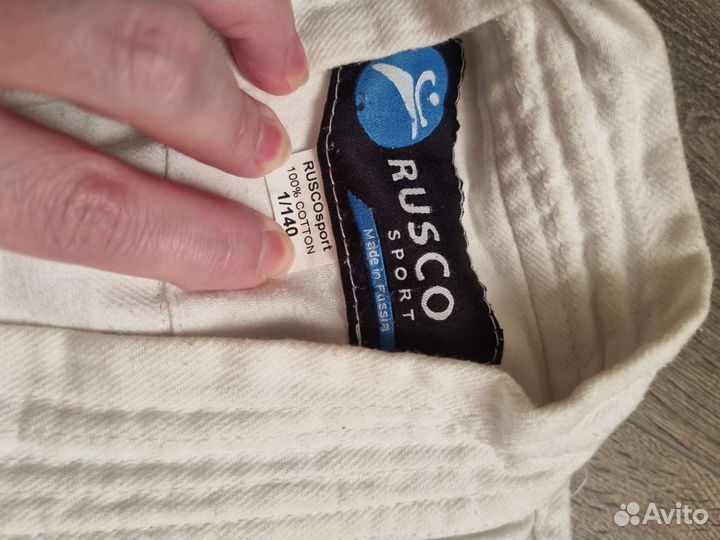 RUSCO
SPORT
Made in Russia
RUSCOsport
100% COTTON
1/140
Avito